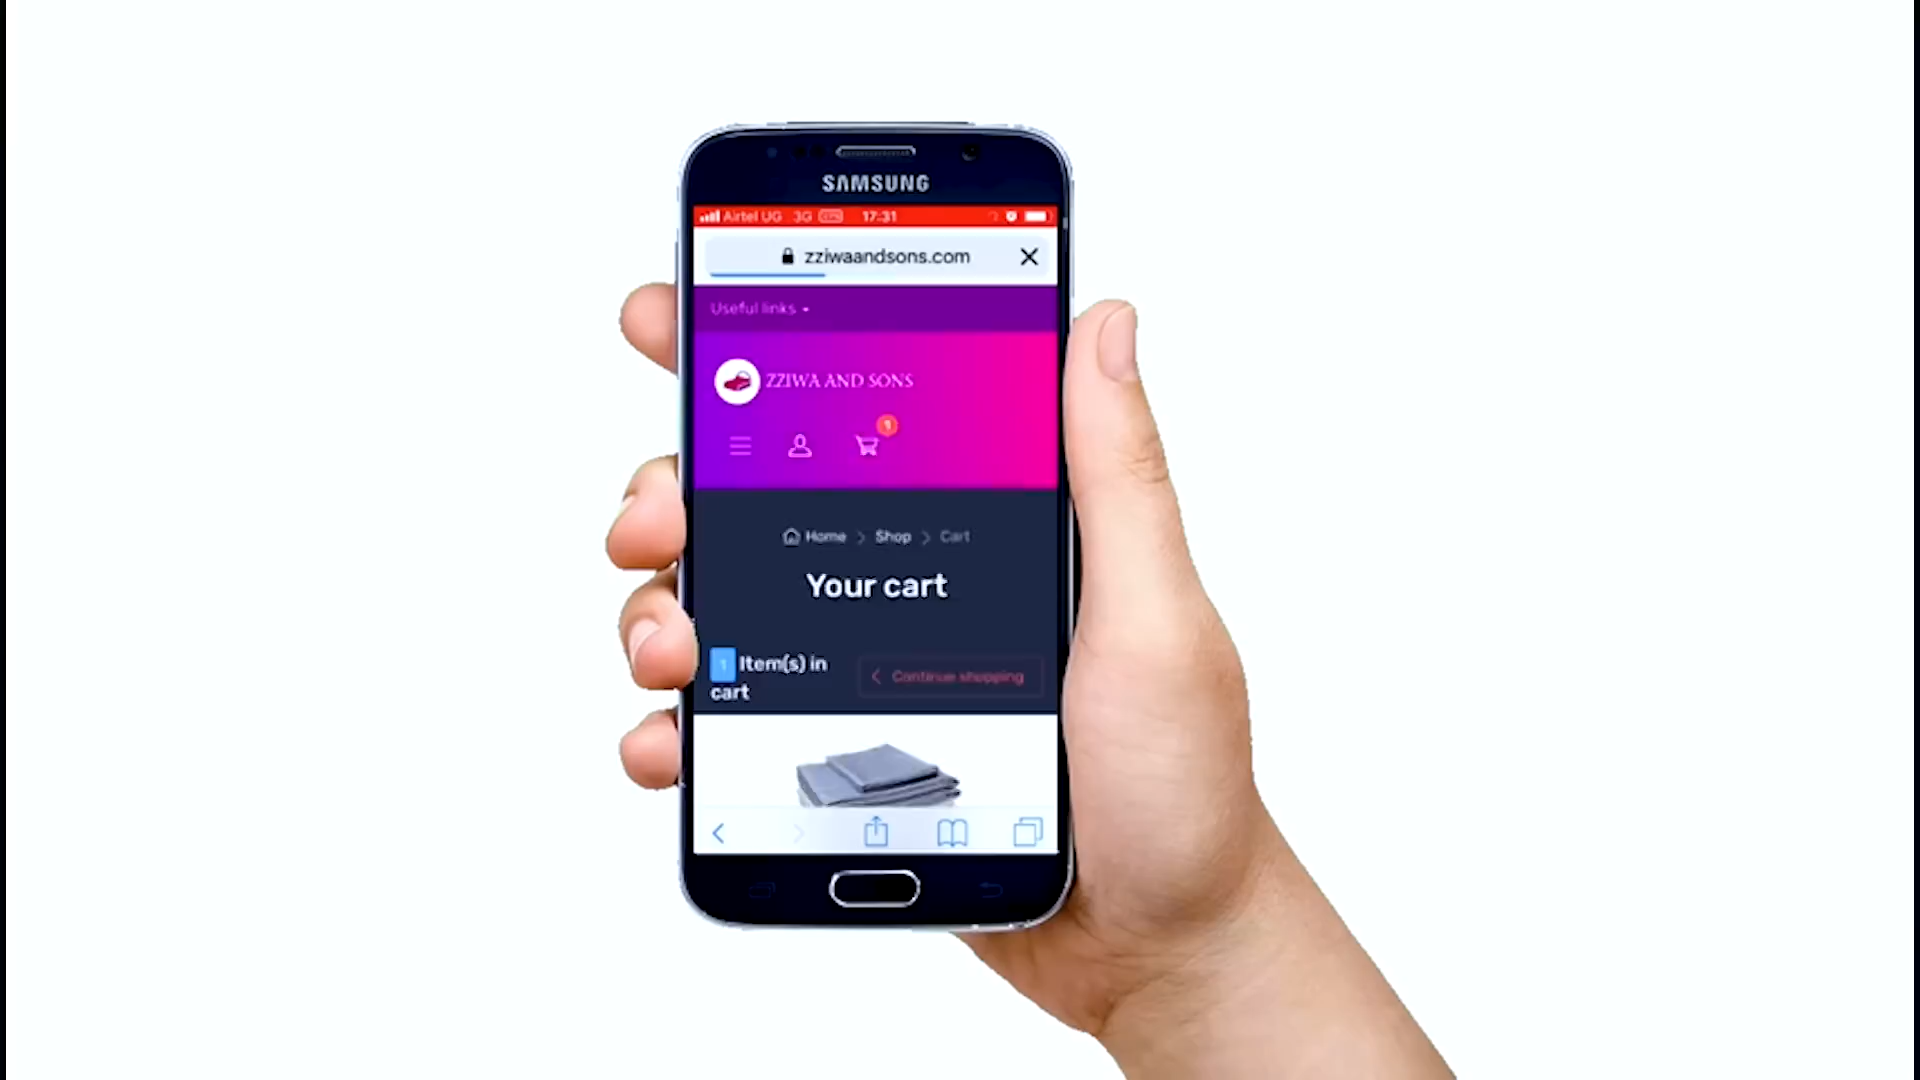 SAMSUNG
Airtel UG 3G 17:31
zziwaandsons.com
Useful links
ZZIWA AND SONS
1
Home > Shop > Cart
Your cart
1 Item(s) in
cart
Continue shopping